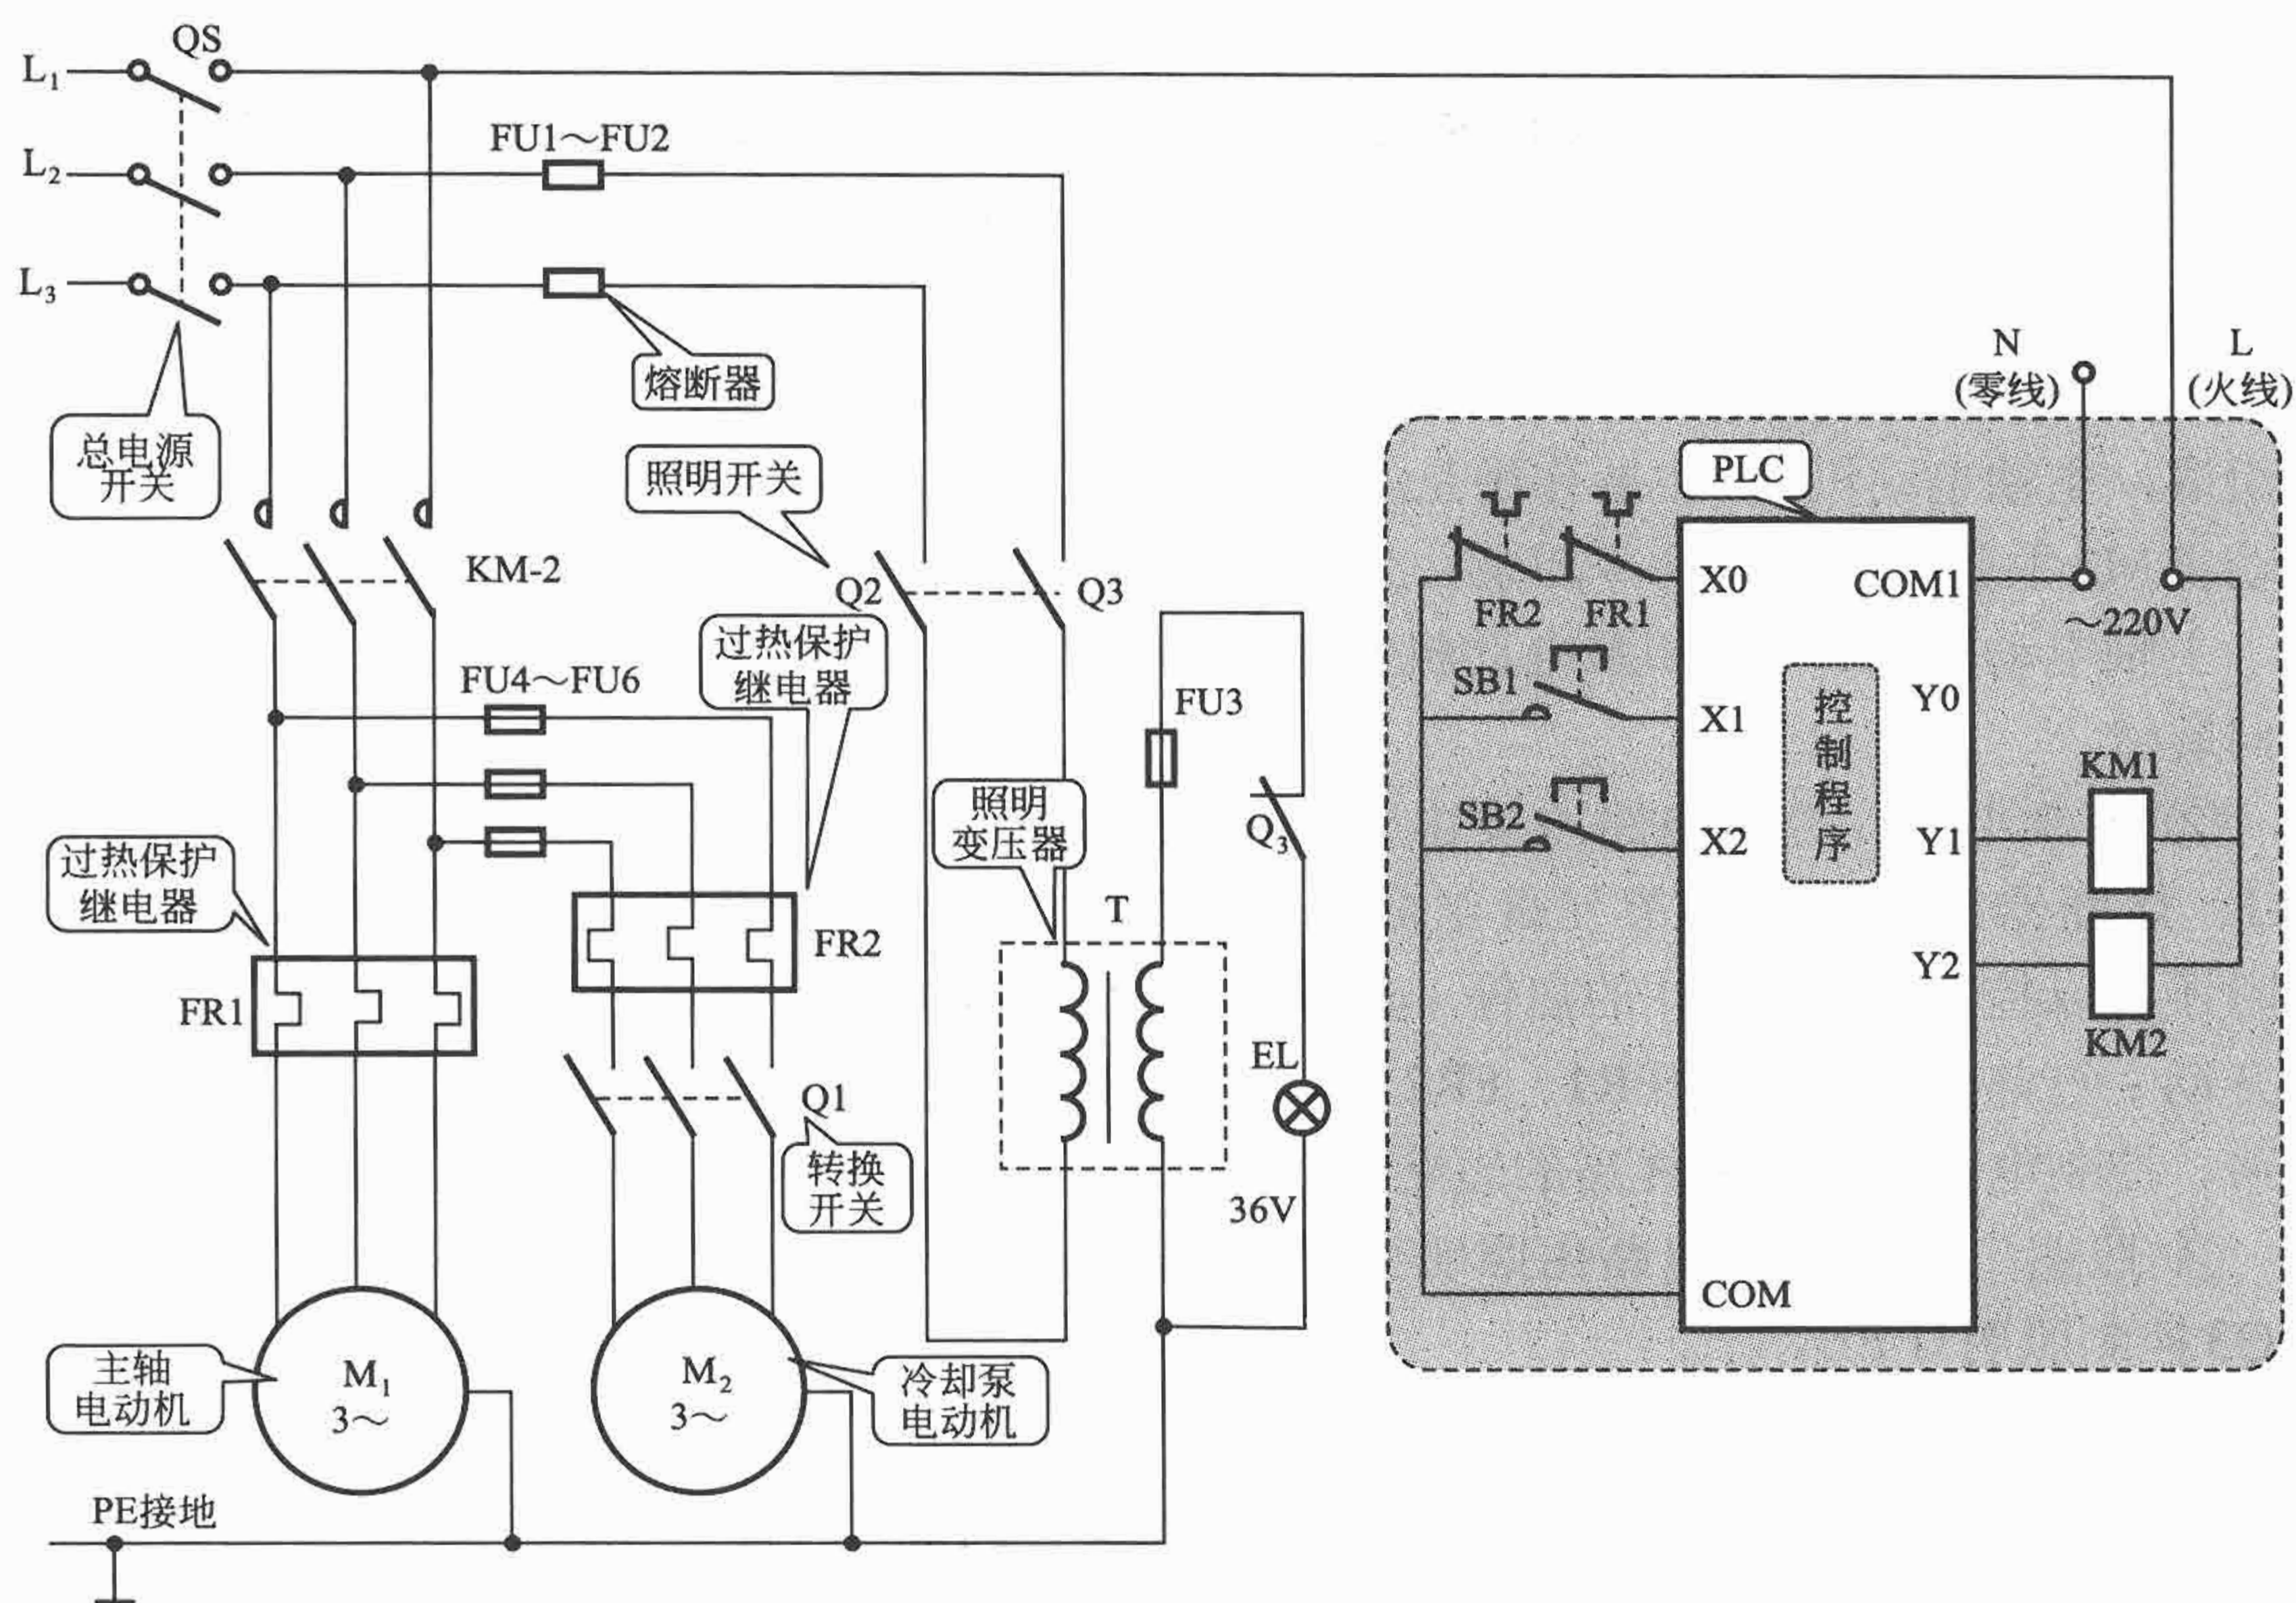 QS
L₁
L₂
L₃
FU1～FU2
熔断器
总电源
开关
照明开关
KM-2
Q2
Q3
过热保护
继电器
FU4～FU6
FU3
照明
变压器
Q₃
T
过热保护
继电器
FR1
FR2
Q1
转换
开关
EL
36V
主轴
电动机
M₁
3～
M₂
3～
冷却泵
电动机
PE接地
N
(零线)
L
(火线)
PLC
X0
COM1
FR2
FR1
～220V
SB1
X1
Y0
控
制
程
序
KM1
SB2
X2
Y1
Y2
KM2
COM